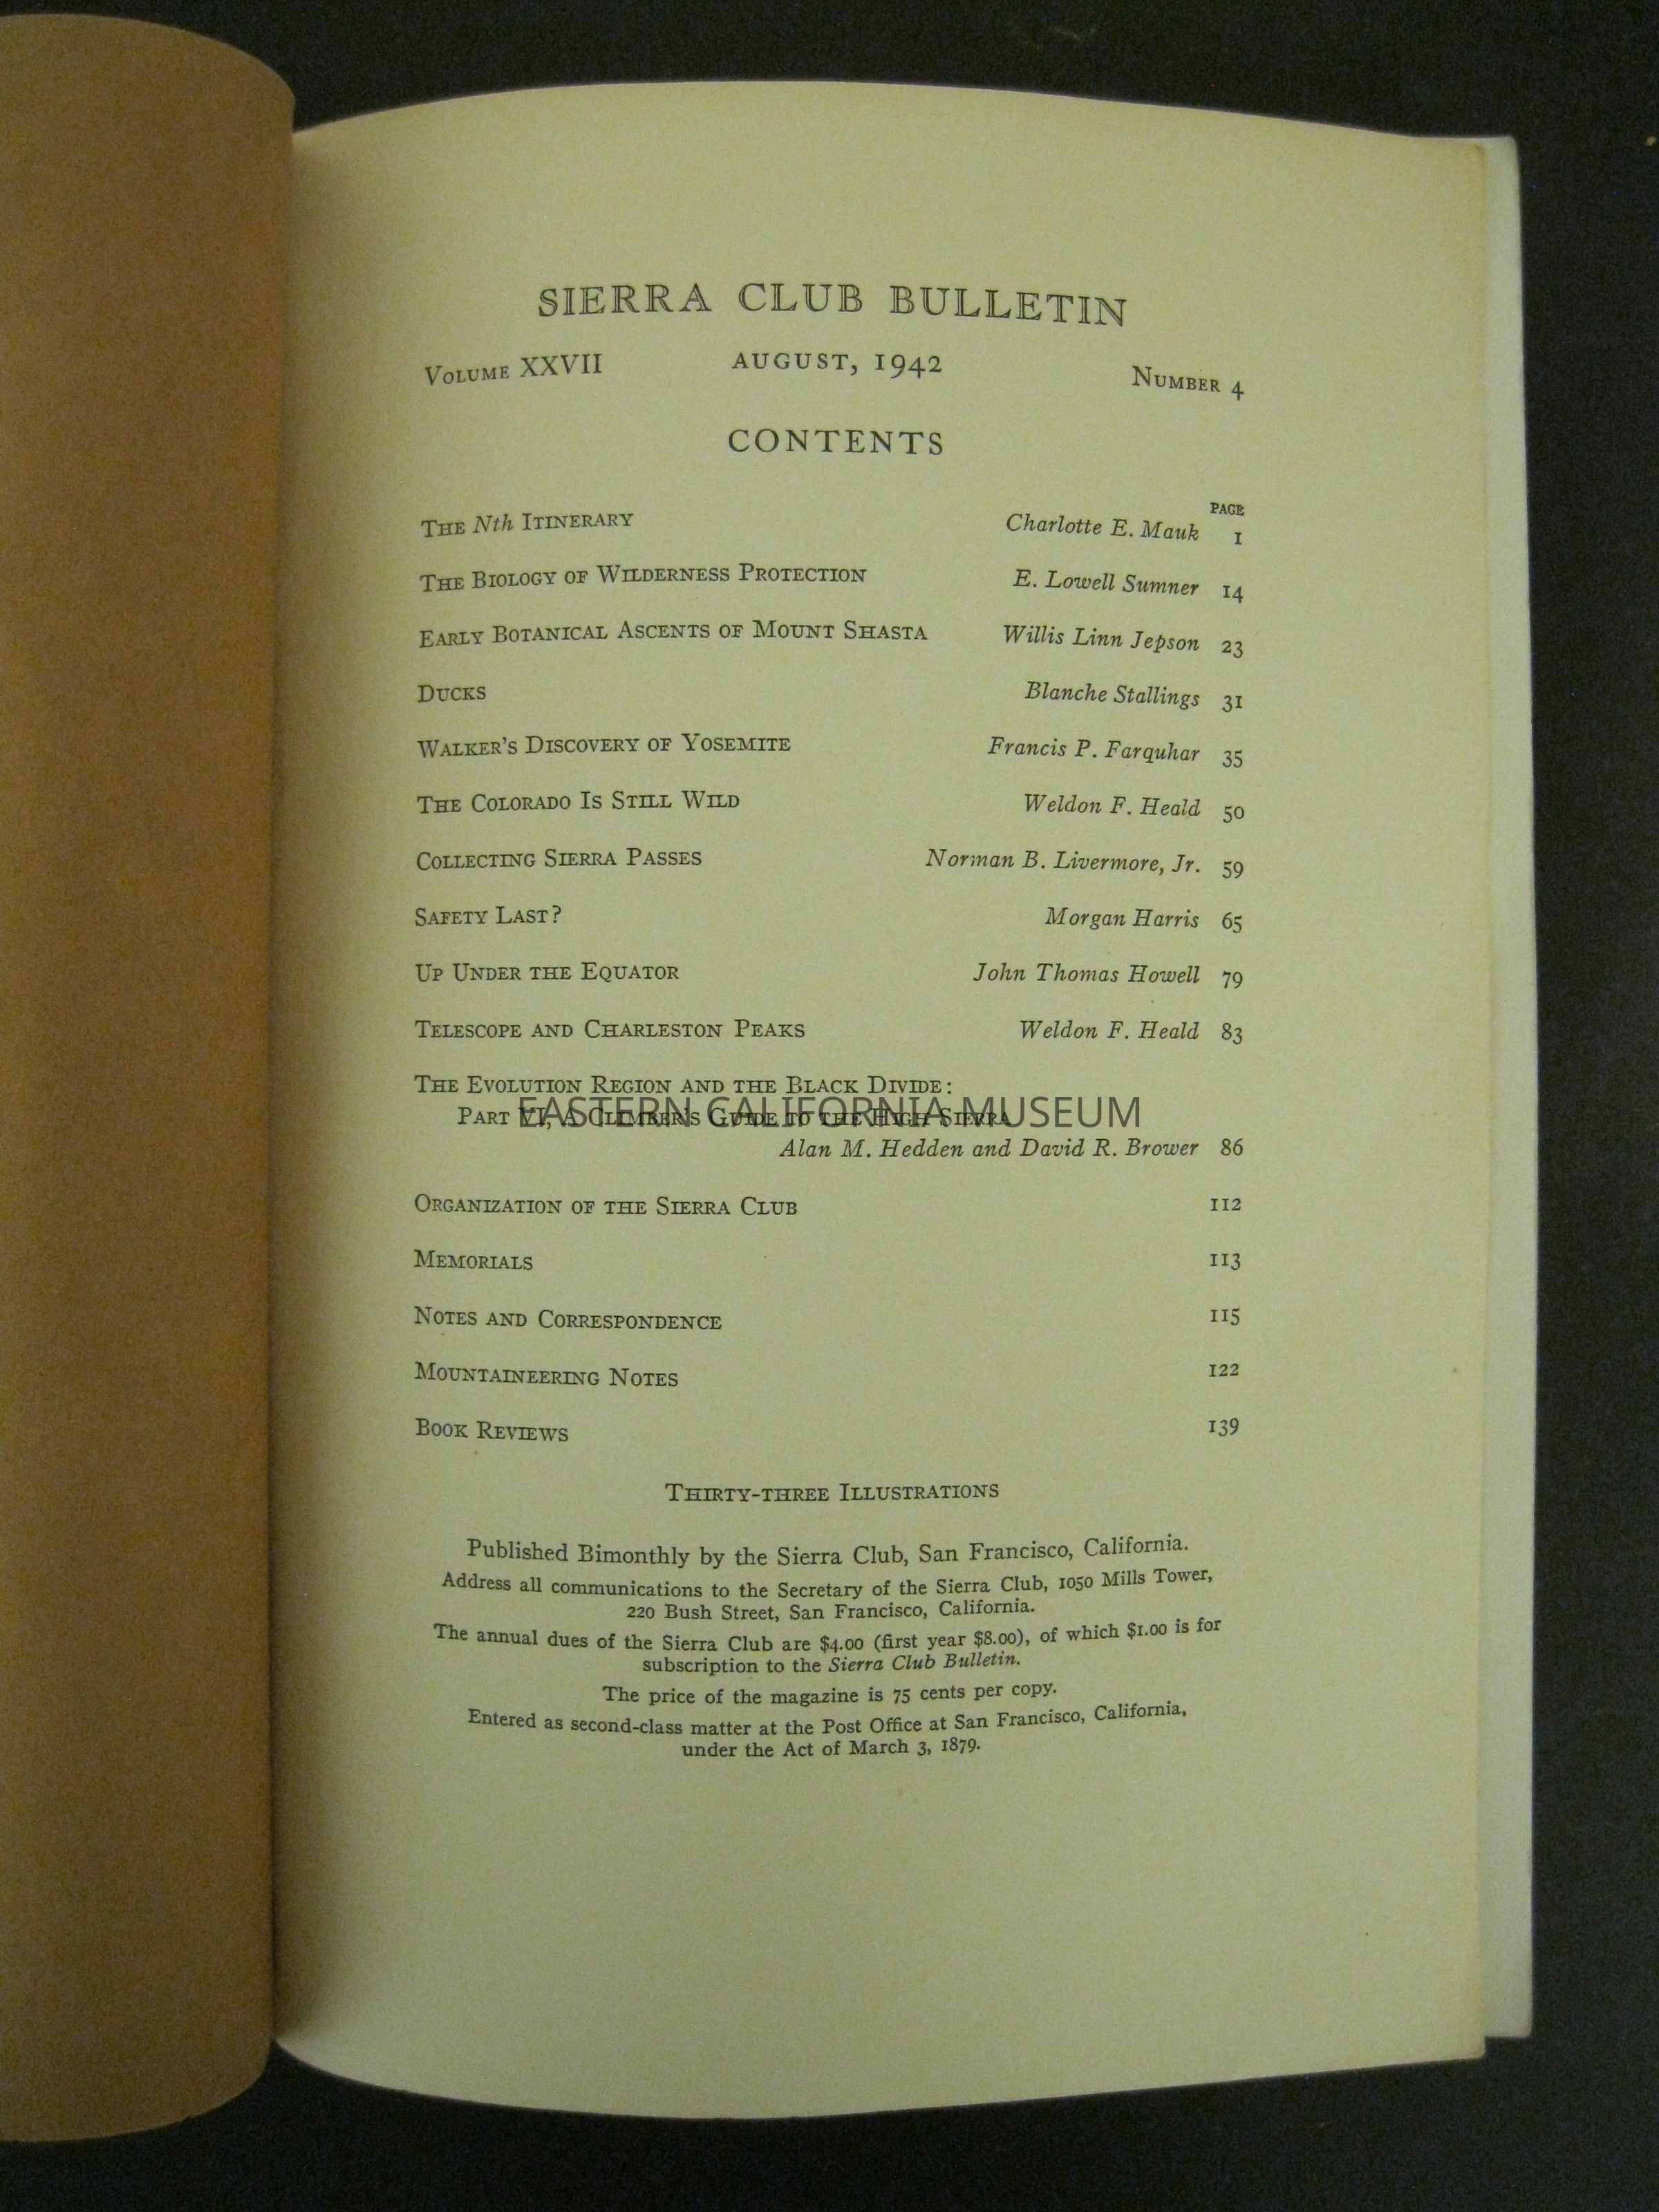 SIERRA CLUB BULLETIN
VOLUME XXVII AUGUST, 1942 NUMBER 4
CONTENTS
PAGE
THE Nth ITINERARY Charlotte E. Mauk 1
THE BIOLOGY OF WILDERNESS PROTECTION E. Lowell Sumner 14
EARLY BOTANICAL ASCENTS OF MOUNT SHASTA Willis Linn Jepson 23
DUCKS Blanche Stallings 31
WALKER'S DISCOVERY OF YOSEMITE Francis P. Farquhar 35
THE COLORADO IS STILL WILD Weldon F. Heald 50
COLLECTING SIERRA PASSES Norman B. Livermore, Jr. 59
SAFETY LAST? Morgan Harris 65
UP UNDER THE EQUATOR John Thomas Howell 79
TELESCOPE AND CHARLESTON PEAKS Weldon F. Heald 83
THE EVOLUTION REGION AND THE BLACK DIVIDE:
PART VI, A CLIMBER'S GUIDE TO THE HIGH SIERRA
EASTERN CALIFORNIA MUSEUM
Alan M. Hedden and David R. Brower 86
ORGANIZATION OF THE SIERRA CLUB 112
MEMORIALS 113
NOTES AND CORRESPONDENCE 115
MOUNTAINEERING NOTES 122
BOOK REVIEWS 139
THIRTY-THREE ILLUSTRATIONS
Published Bimonthly by the Sierra Club, San Francisco, California.
Address all communications to the Secretary of the Sierra Club, 1050 Mills Tower,
220 Bush Street, San Francisco, California.
The annual dues of the Sierra Club are $4.00 (first year $8.00), of which $1.00 is for
subscription to the Sierra Club Bulletin.
The price of the magazine is 75 cents per copy.
Entered as second-class matter at the Post Office at San Francisco, California,
under the Act of March 3, 1879.